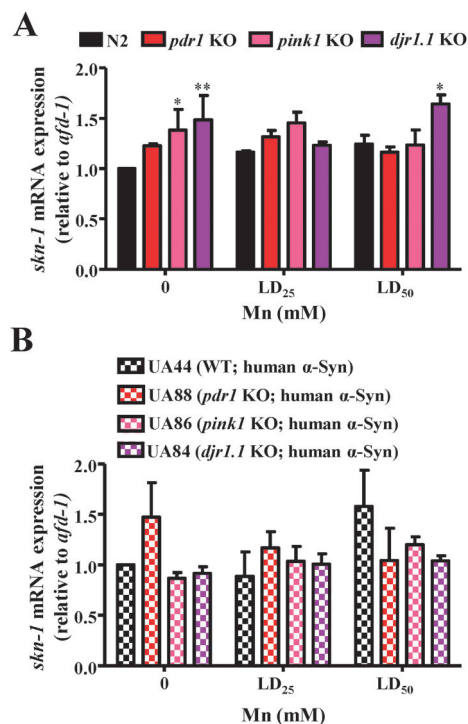 A
N2 pdr1 KO pink1 KO djr1.1 KO
skn-1 mRNA expression
(relative to afd-1)
2.0
1.5
1.0
0.5
0.0
* ** *
0 LD25 LD50
Mn (mM)
B
UA44 (WT; human α-Syn)
UA88 (pdr1 KO; human α-Syn)
UA86 (pink1 KO; human α-Syn)
UA84 (djr1.1 KO; human α-Syn)
skn-1 mRNA expression
(relative to afd-1)
2.0
1.5
1.0
0.5
0.0
0 LD25 LD50
Mn (mM)